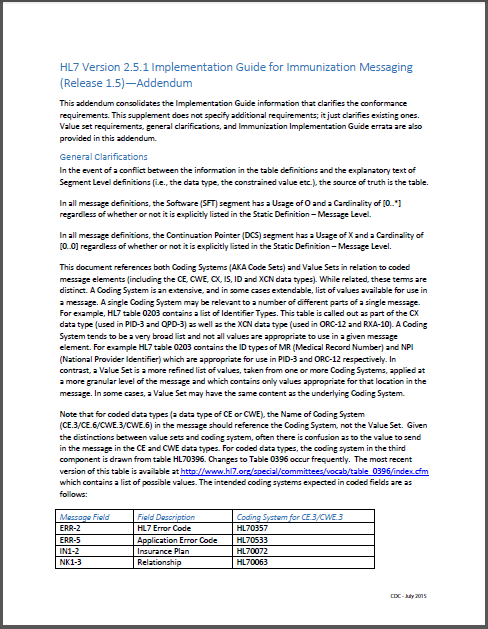 HL7 Version 2.5.1 Implementation Guide for Immunization Messaging
(Release 1.5)—Addendum
This addendum consolidates the Implementation Guide information that clarifies the conformance
requirements. This supplement does not specify additional requirements; it just clarifies existing ones.
Value set requirements, general clarifications, and Immunization Implementation Guide errata are also
provided in this addendum.
General Clarifications
In the event of a conflict between the information in the table definitions and the explanatory text of
Segment Level definitions (i.e., the data type, the constrained value etc.), the source of truth is the table.
In all message definitions, the Software (SFT) segment has a Usage of O and a Cardinality of [0..*]
regardless of whether or not it is explicitly listed in the Static Definition – Message Level.
In all message definitions, the Continuation Pointer (DCS) segment has a Usage of X and a Cardinality of
[0..0] regardless of whether or not it is explicitly listed in the Static Definition – Message Level.
This document references both Coding Systems (AKA Code Sets) and Value Sets in relation to coded
message elements (including the CE, CWE, CX, IS, ID and XCN data types). While related, these terms are
distinct. A Coding System is an extensive, and in some cases extendable, list of values available for use in
a message. A single Coding System may be relevant to a number of different parts of a single message.
For example, HL7 table 0203 contains a list of Identifier Types. This table is called out as part of the CX
data type (used in PID-3 and QPD-3) as well as the XCN data type (used in ORC-12 and RXA-10). A Coding
System tends to be a very broad list and not all values are appropriate to use in a given message
element. For example HL7 table 0203 contains the ID types of MR (Medical Record Number) and NPI
(National Provider Identifier) which are appropriate for use in PID-3 and ORC-12 respectively. In
contrast, a Value Set is a more refined list of values, taken from one or more Coding Systems, applied at
a more granular level of the message and which contains only values appropriate for that location in the
message. In some cases, a Value Set may have the same content as the underlying Coding System.
Note that for coded data types (a data type of CE or CWE), the Name of Coding System
(CE.3/CE.6/CWE.3/CWE.6) in the message should reference the Coding System, not the Value Set. Given
the distinctions between value sets and coding system, often there is confusion as to the value to send
in the message in the CE and CWE data types. For coded data types, the coding system in the third
component is drawn from table HL70396. Changes to Table 0396 occur frequently. The most recent
version of this table is available at http://www.hl7.org/special/committees/vocab/table_0396/index.cfm
which contains a list of possible values. The intended coding systems expected in coded fields are as
follows:
Message Field Field Description Coding System for CE.3/CWE.3
ERR-2 HL7 Error Code HL70357
ERR-5 Application Error Code HL70533
IN1-2 Insurance Plan HL70072
NK1-3 Relationship HL70063
CDC - July 2015